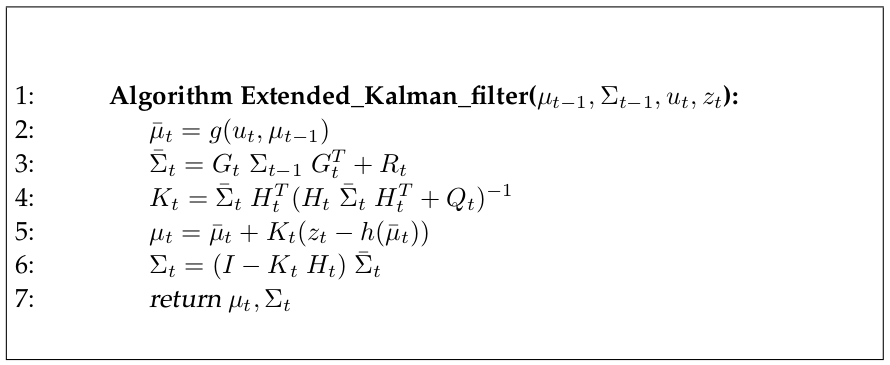 1: Algorithm Extended_Kalman_filter(μ_{t−1}, Σ_{t−1}, u_t, z_t):
2: μ̄_t = g(u_t, μ_{t−1})
3: Σ̄_t = G_t Σ_{t−1} G_t^T + R_t
4: K_t = Σ̄_t H_t^T (H_t Σ̄_t H_t^T + Q_t)^{−1}
5: μ_t = μ̄_t + K_t(z_t − h(μ̄_t))
6: Σ_t = (I − K_t H_t) Σ̄_t
7: return μ_t, Σ_t